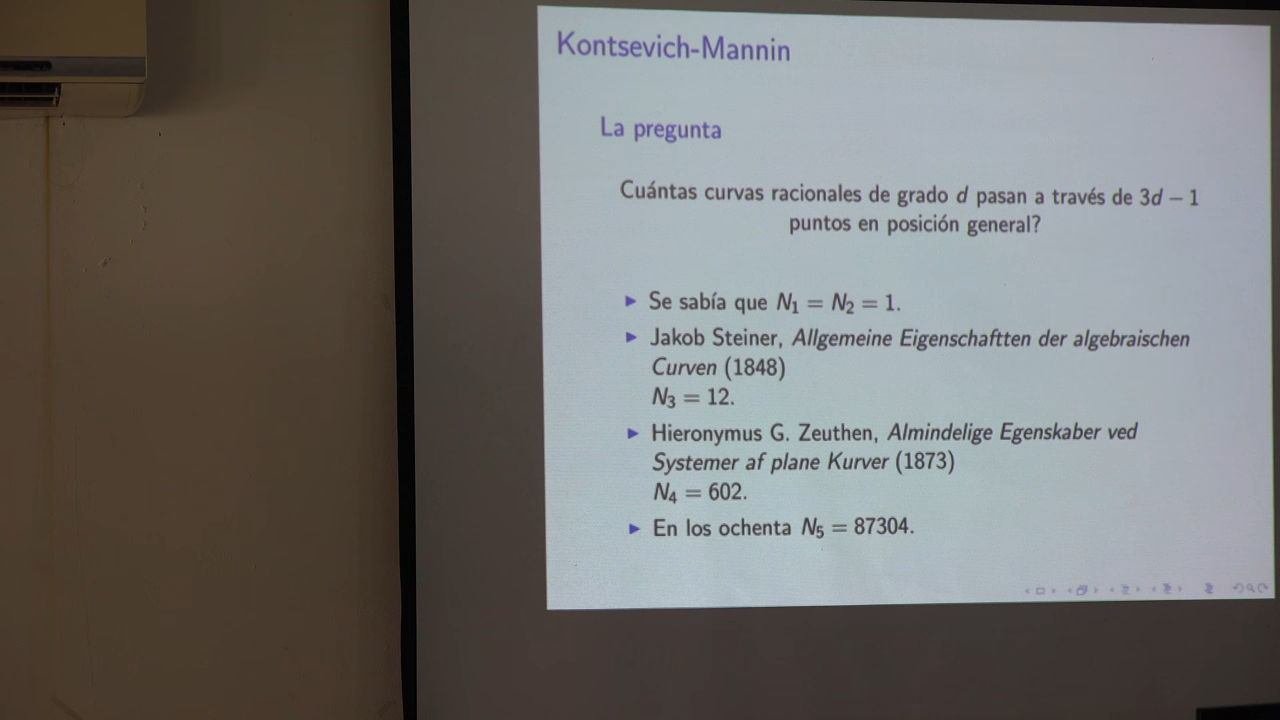 Kontsevich-Mannin
La pregunta
Cuántas curvas racionales de grado d pasan a través de 3d − 1
puntos en posición general?
▶ Se sabía que N₁ = N₂ = 1.
▶ Jakob Steiner, Allgemeine Eigenschaftten der algebraischen
Curven (1848)
N₃ = 12.
▶ Hieronymus G. Zeuthen, Almindelige Egenskaber ved
Systemer af plane Kurver (1873)
N₄ = 602.
▶ En los ochenta N₅ = 87304.